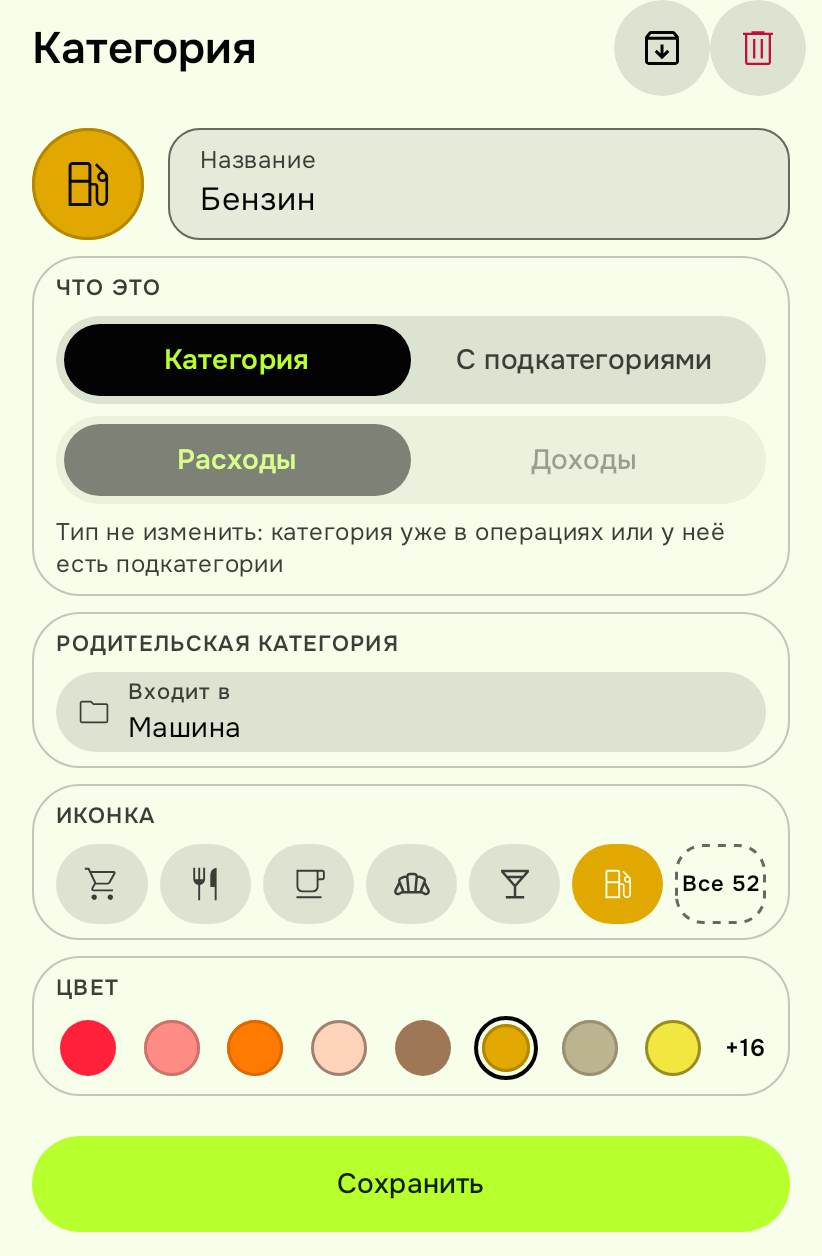 Категория
Название
Бензин
ЧТО ЭТО
Категория
С подкатегориями
Расходы
Доходы
Тип не изменить: категория уже в операциях или у неё
есть подкатегории
РОДИТЕЛЬСКАЯ КАТЕГОРИЯ
Входит в
Машина
ИКОНКА
Все 52
ЦВЕТ
+16
Сохранить